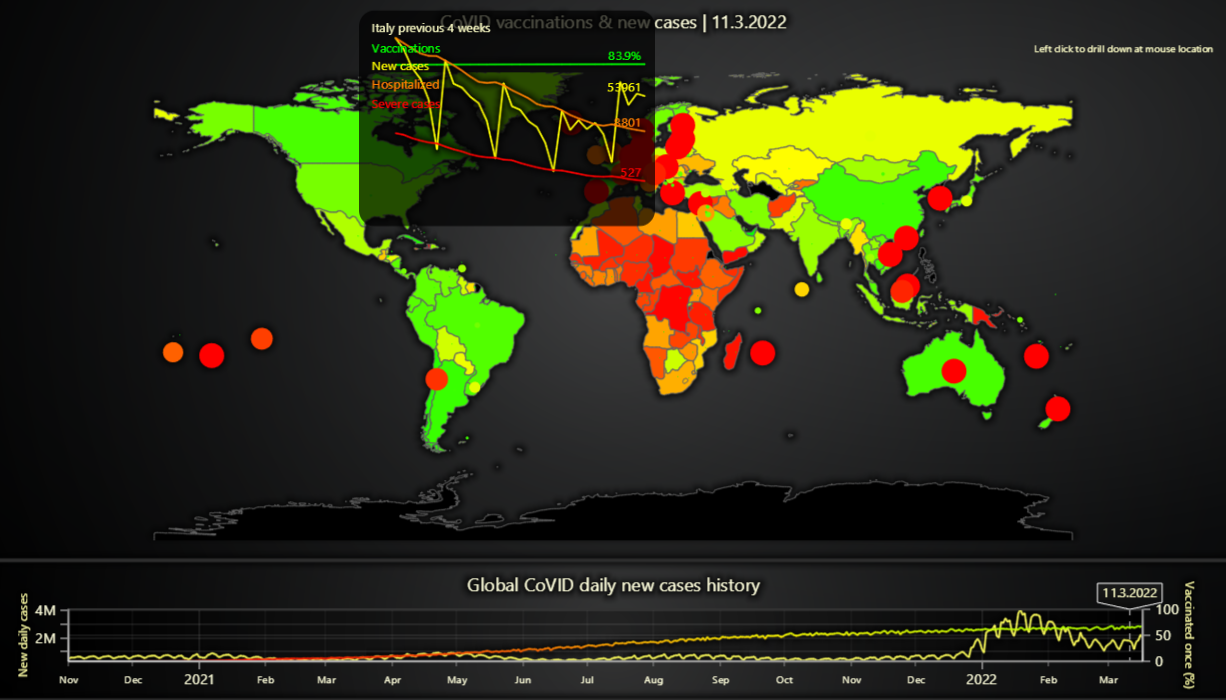 CoVID vaccinations & new cases | 11.3.2022
Italy previous 4 weeks
Left click to drill down at mouse location
Vaccinations
83.9%
New cases
Hospitalized
53961
Severe cases
8801
527
Global CoVID daily new cases history
11.3.2022
New daily cases
4M
2M
100
50
0
Vaccinated once (%)
Nov Dec 2021 Feb Mar Apr May Jun Jul Aug Sep Oct Nov Dec 2022 Feb Mar